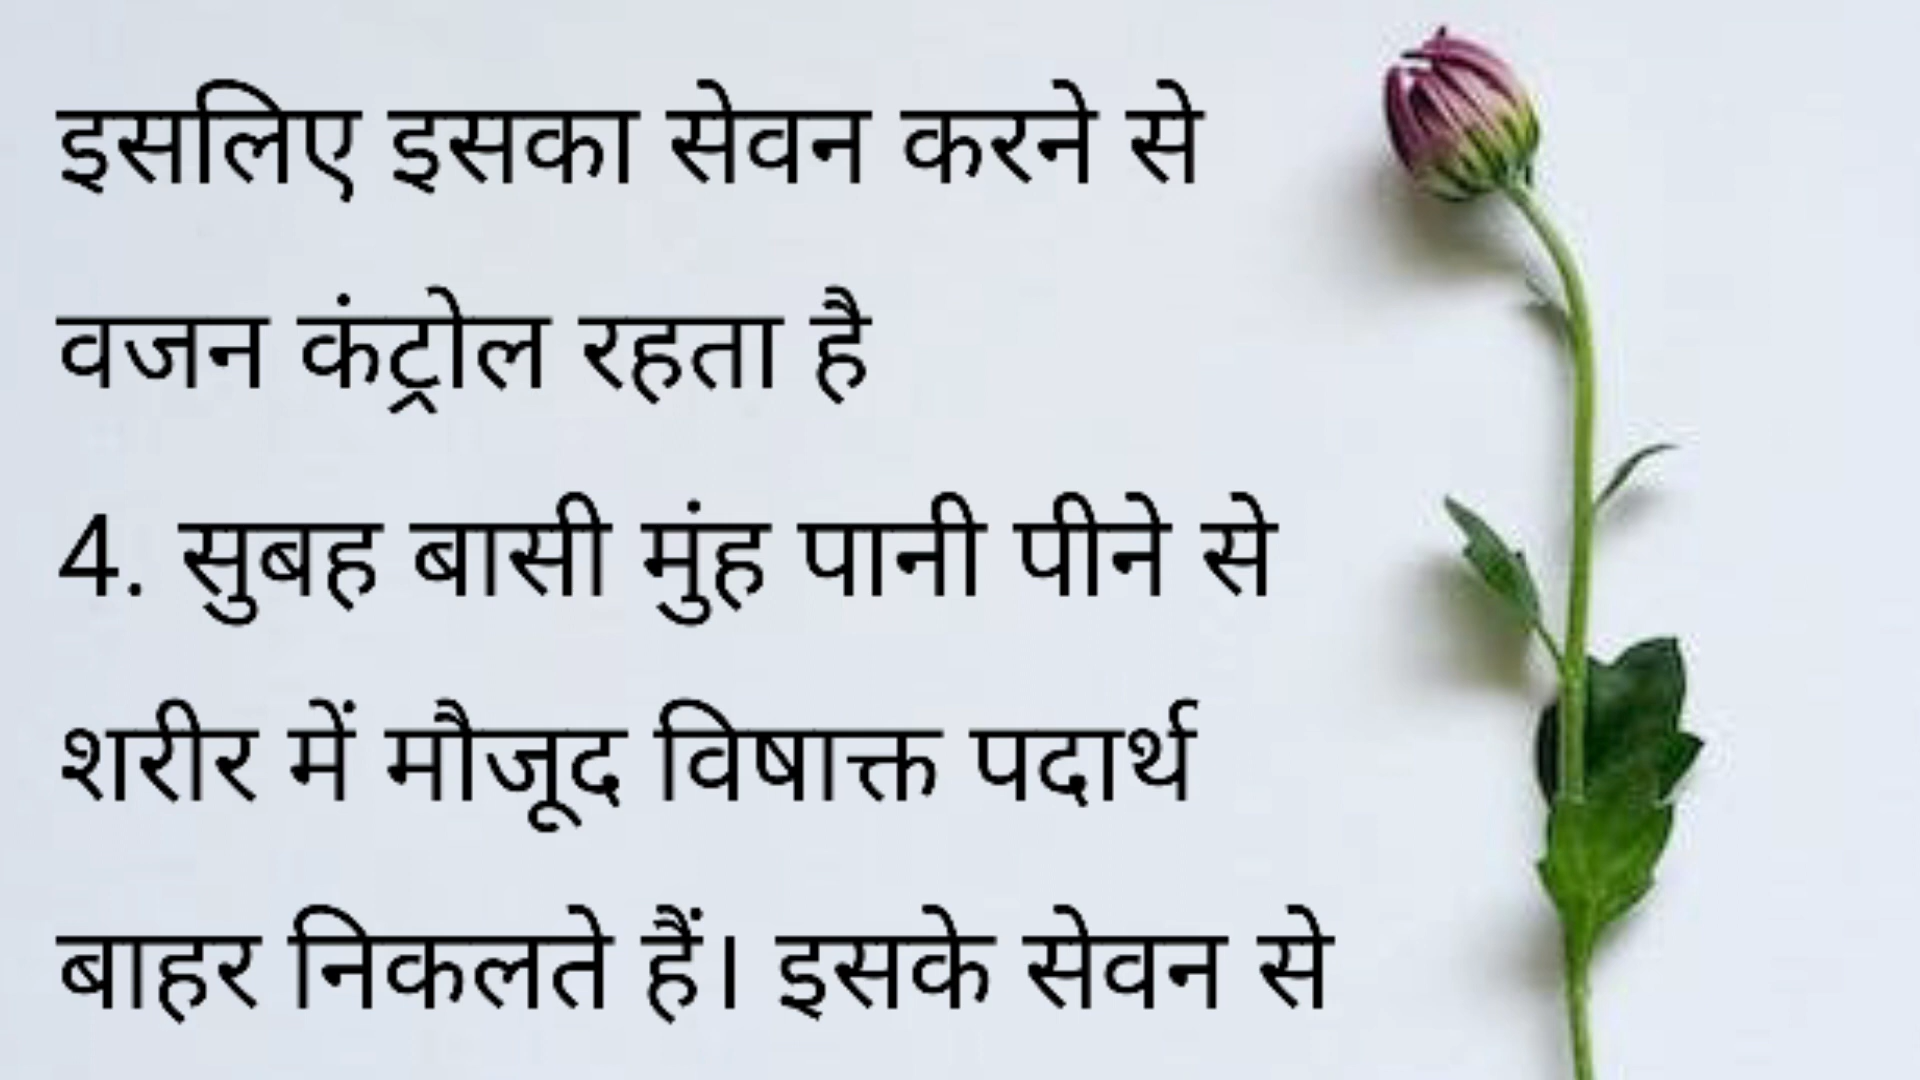 इसलिए इसका सेवन करने से
वजन कंट्रोल रहता है
4. सुबह बासी मुंह पानी पीने से
शरीर में मौजूद विषाक्त पदार्थ
बाहर निकलते हैं। इसके सेवन से